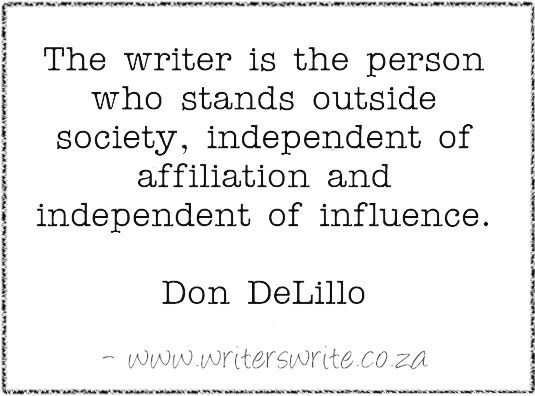 The writer is the person
who stands outside
society, independent of
affiliation and
independent of influence.
Don DeLillo
- www.writerswrite.co.za